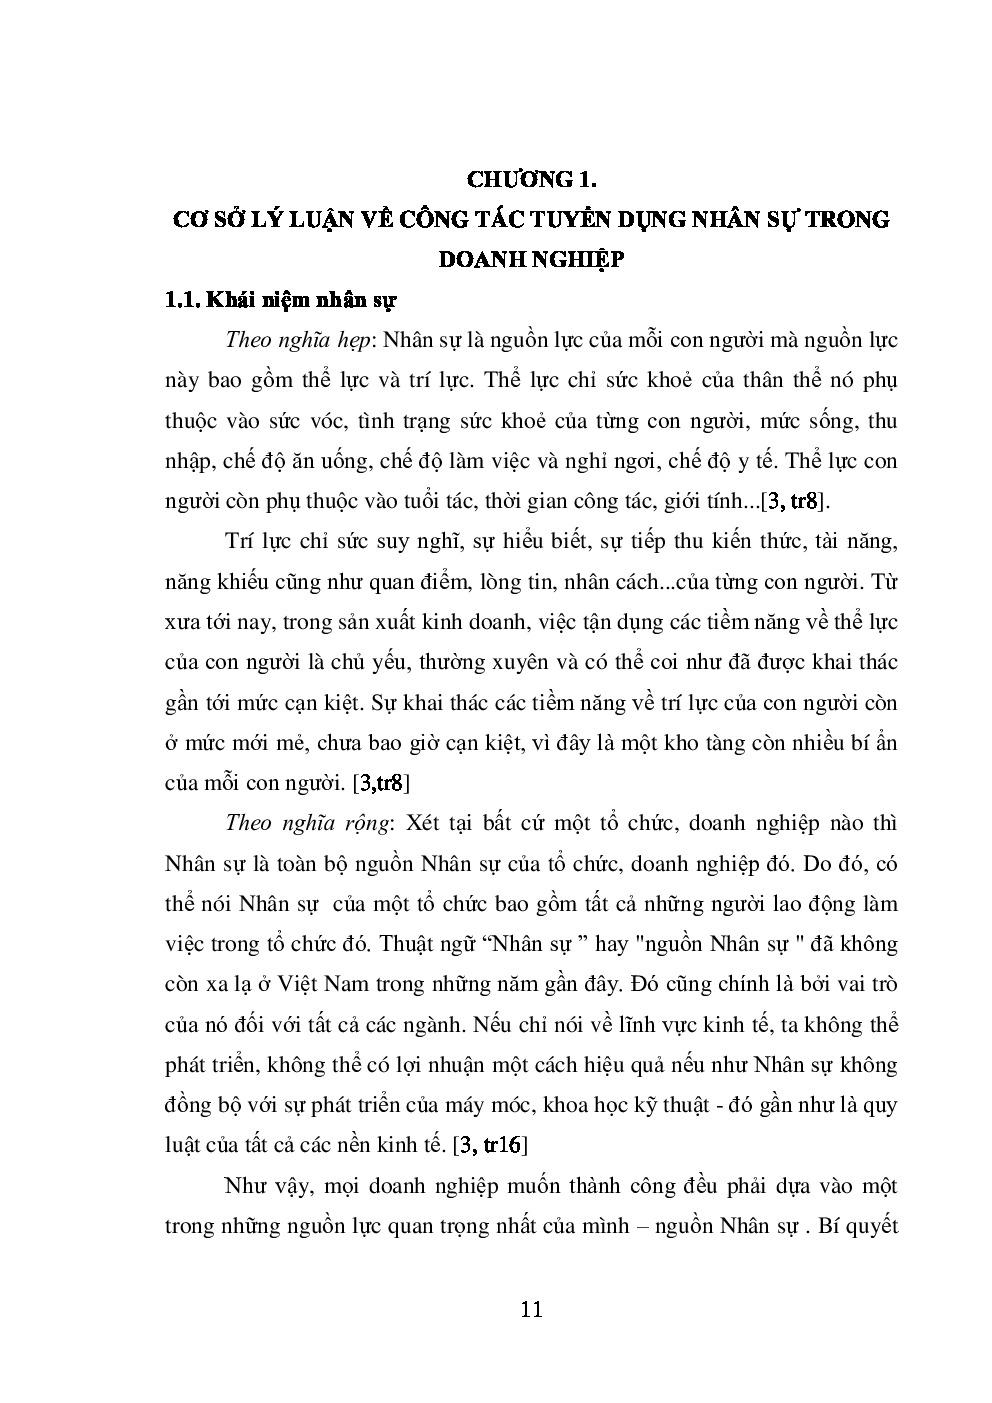 CHƯƠNG 1.
CƠ SỞ LÝ LUẬN VỀ CÔNG TÁC TUYỂN DỤNG NHÂN SỰ TRONG
DOANH NGHIỆP
1.1. Khái niệm nhân sự
Theo nghĩa hẹp: Nhân sự là nguồn lực của mỗi con người mà nguồn lực
này bao gồm thể lực và trí lực. Thể lực chỉ sức khoẻ của thân thể nó phụ
thuộc vào sức vóc, tình trạng sức khoẻ của từng con người, mức sống, thu
nhập, chế độ ăn uống, chế độ làm việc và nghỉ ngơi, chế độ y tế. Thể lực con
người còn phụ thuộc vào tuổi tác, thời gian công tác, giới tính...[3, tr8].
Trí lực chỉ sức suy nghĩ, sự hiểu biết, sự tiếp thu kiến thức, tài năng,
năng khiếu cũng như quan điểm, lòng tin, nhân cách...của từng con người. Từ
xưa tới nay, trong sản xuất kinh doanh, việc tận dụng các tiềm năng về thể lực
của con người là chủ yếu, thường xuyên và có thể coi như đã được khai thác
gần tới mức cạn kiệt. Sự khai thác các tiềm năng về trí lực của con người còn
ở mức mới mẻ, chưa bao giờ cạn kiệt, vì đây là một kho tàng còn nhiều bí ẩn
của mỗi con người. [3,tr8]
Theo nghĩa rộng: Xét tại bất cứ một tổ chức, doanh nghiệp nào thì
Nhân sự là toàn bộ nguồn Nhân sự của tổ chức, doanh nghiệp đó. Do đó, có
thể nói Nhân sự  của một tổ chức bao gồm tất cả những người lao động làm
việc trong tổ chức đó. Thuật ngữ “Nhân sự ” hay "nguồn Nhân sự " đã không
còn xa lạ ở Việt Nam trong những năm gần đây. Đó cũng chính là bởi vai trò
của nó đối với tất cả các ngành. Nếu chỉ nói về lĩnh vực kinh tế, ta không thể
phát triển, không thể có lợi nhuận một cách hiệu quả nếu như Nhân sự không
đồng bộ với sự phát triển của máy móc, khoa học kỹ thuật - đó gần như là quy
luật của tất cả các nền kinh tế. [3, tr16]
Như vậy, mọi doanh nghiệp muốn thành công đều phải dựa vào một
trong những nguồn lực quan trọng nhất của mình – nguồn Nhân sự . Bí quyết
11